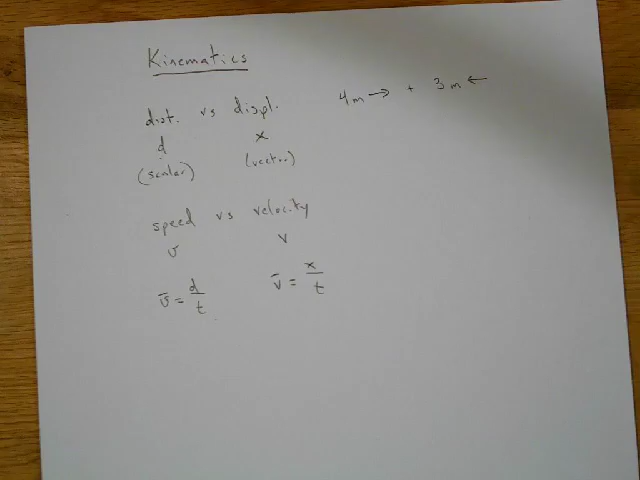 Kinematics
4m → + 3m ←
dist. vs displ.
d x
(scalar) (vector)
speed vs velocity
v v
v̄ = d/t v̄ = x/t